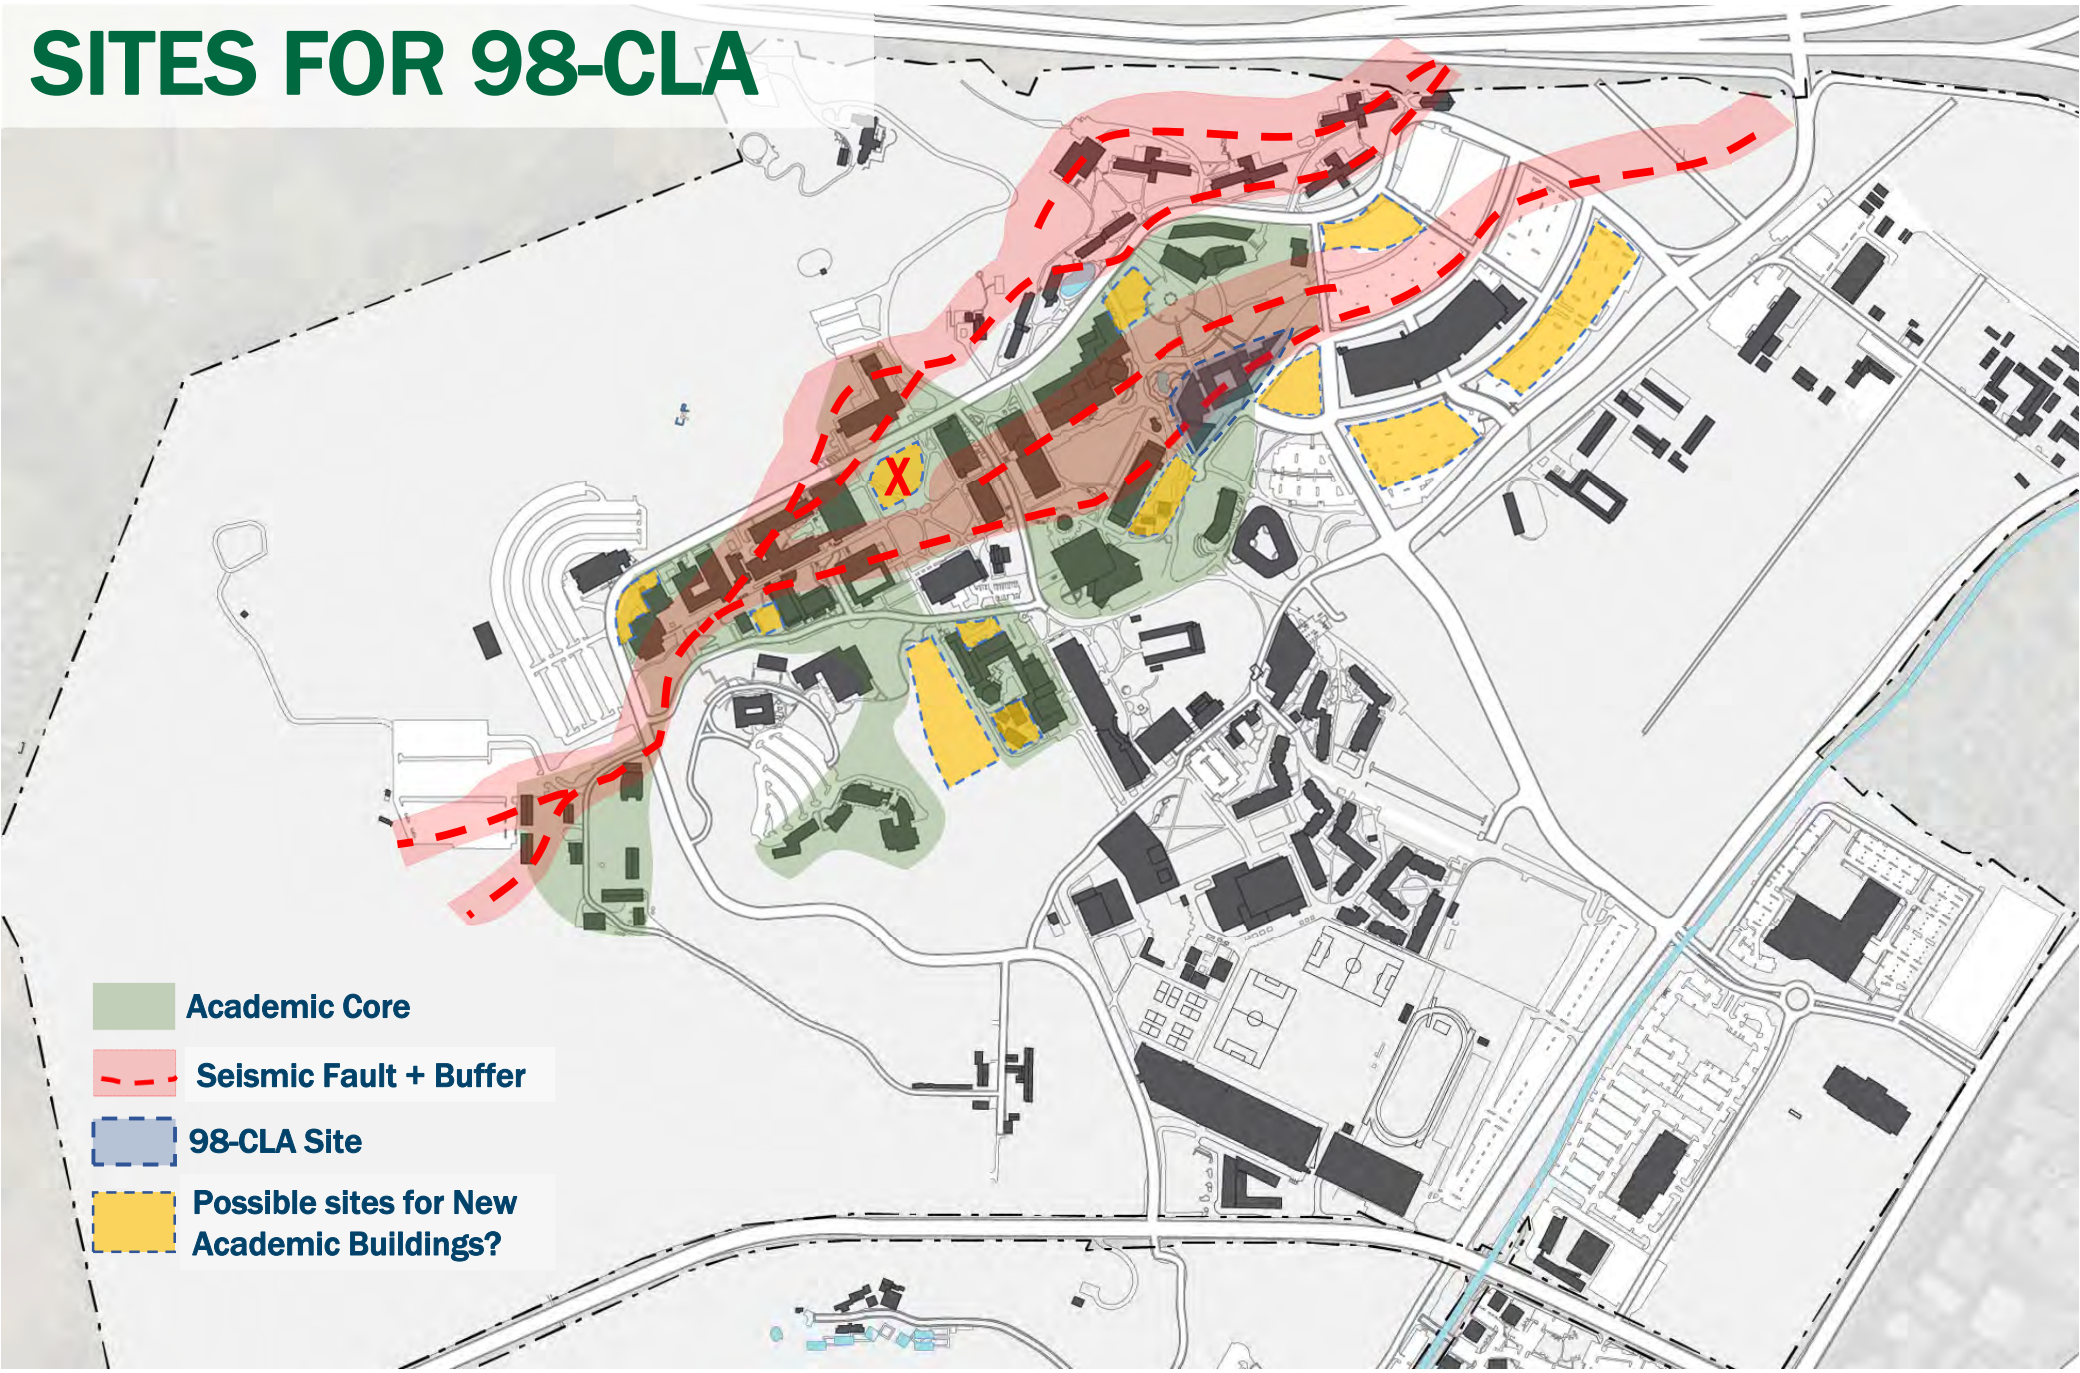 SITES FOR 98-CLA
X
Academic Core
Seismic Fault + Buffer
98-CLA Site
Possible sites for New
Academic Buildings?